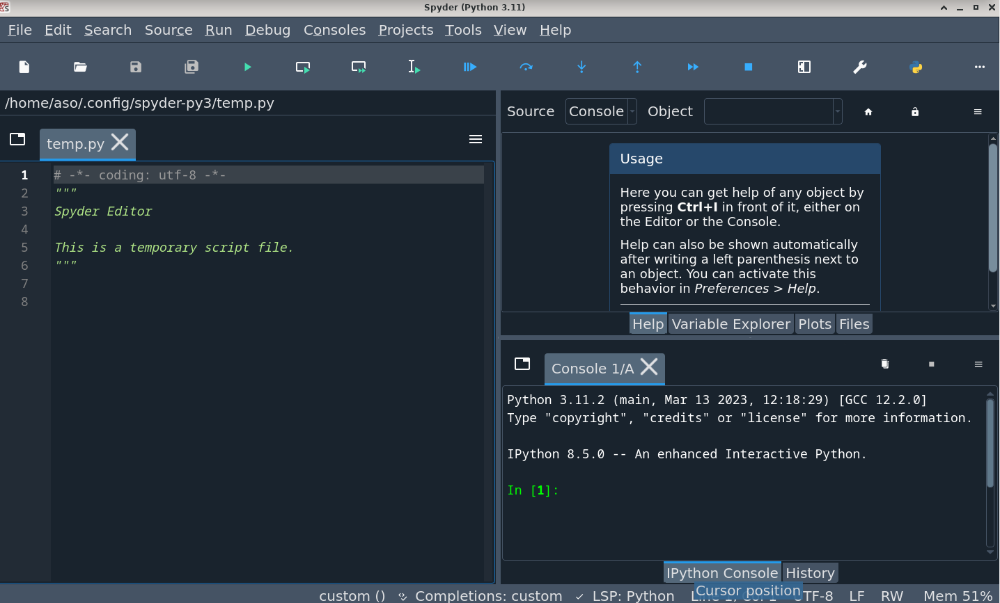 Spyder (Python 3.11)
File Edit Search Source Run Debug Consoles Projects Tools View Help
/home/aso/.config/spyder-py3/temp.py
temp.py
1 # -*- coding: utf-8 -*-
2 """
3 Spyder Editor
4
5 This is a temporary script file.
6 """
7
8
Source Console Object
Usage
Here you can get help of any object by
pressing Ctrl+I in front of it, either on
the Editor or the Console.
Help can also be shown automatically
after writing a left parenthesis next to
an object. You can activate this
behavior in Preferences > Help.
Help Variable Explorer Plots Files
Console 1/A
Python 3.11.2 (main, Mar 13 2023, 12:18:29) [GCC 12.2.0]
Type "copyright", "credits" or "license" for more information.
IPython 8.5.0 -- An enhanced Interactive Python.
In [1]:
IPython Console History
Cursor position
custom () Completions: custom LSP: Python UTF-8 LF RW Mem 51%